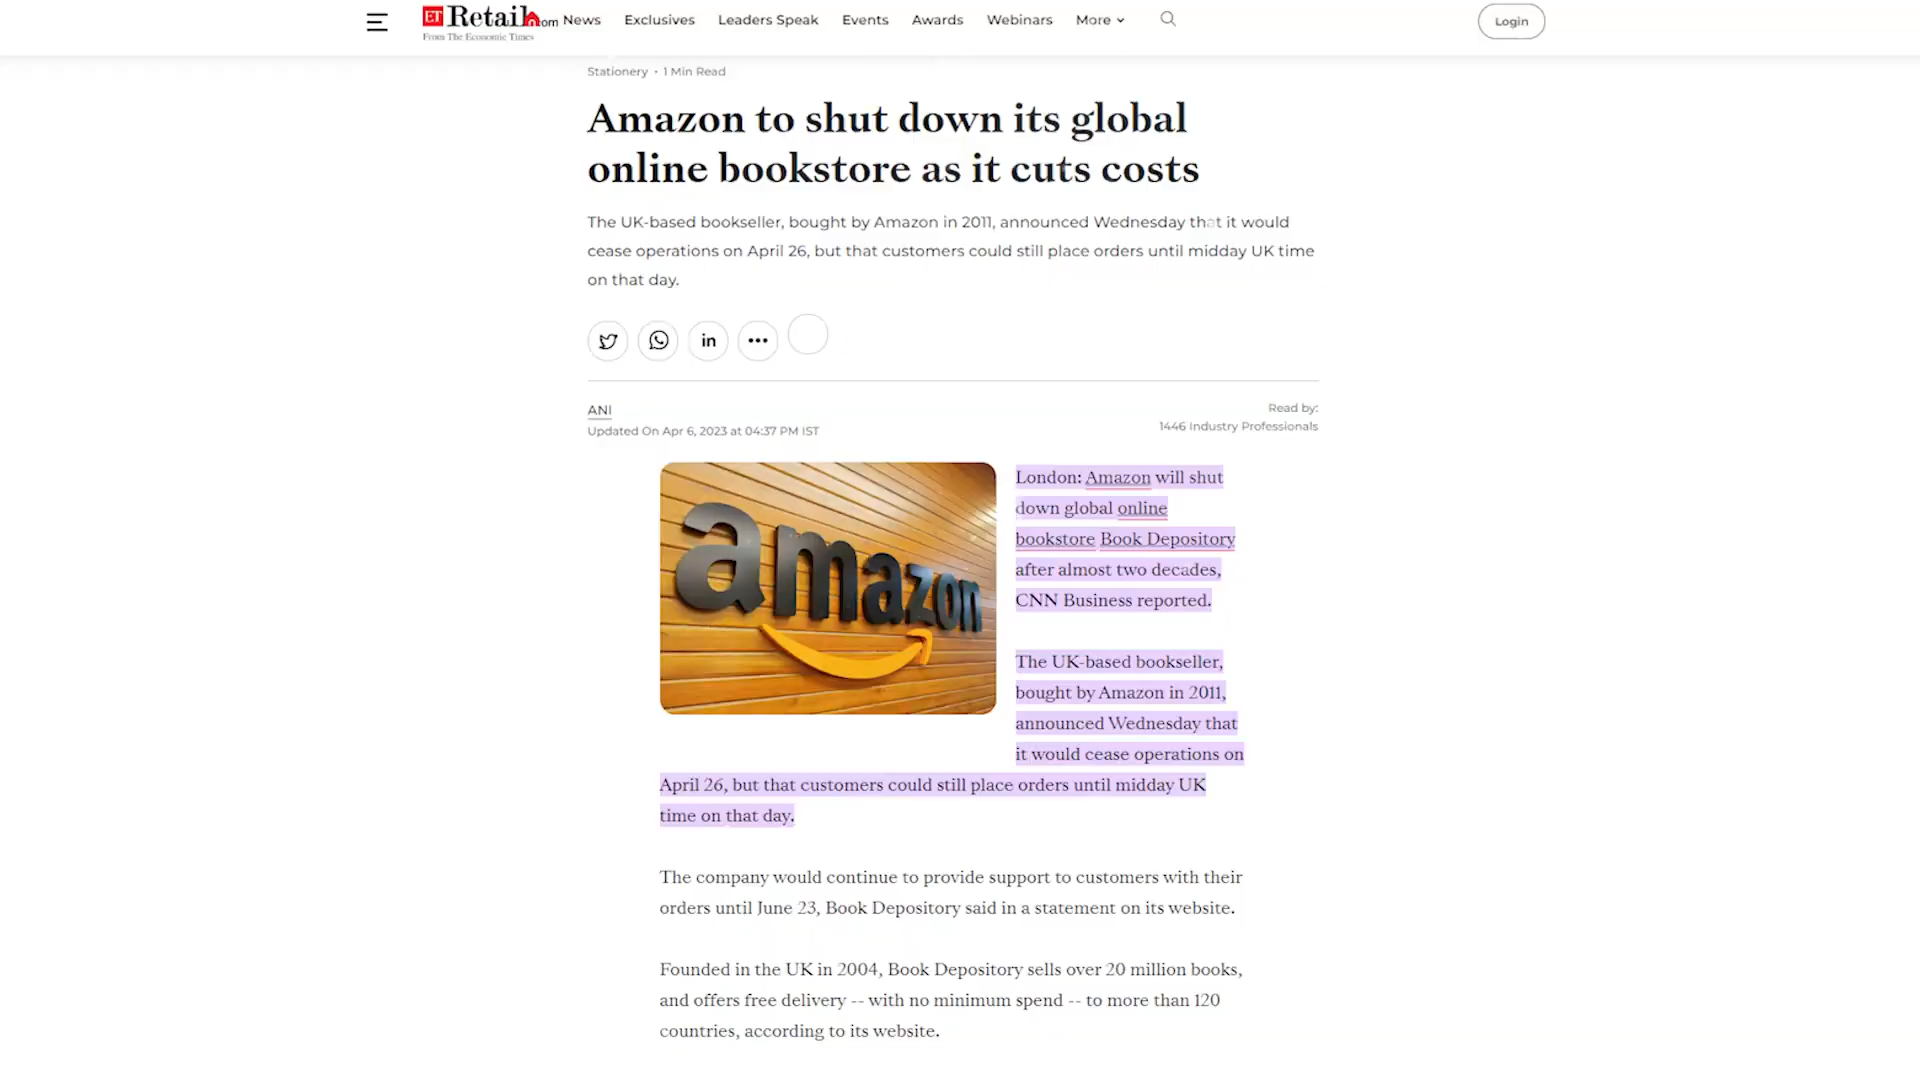 ET Retail.com
From The Economic Times
News Exclusives Leaders Speak Events Awards Webinars More
Login
Stationery • 1 Min Read
Amazon to shut down its global
online bookstore as it cuts costs
The UK-based bookseller, bought by Amazon in 2011, announced Wednesday that it would
cease operations on April 26, but that customers could still place orders until midday UK time
on that day.
in
ANI
Updated On Apr 6, 2023 at 04:37 PM IST
Read by:
1446 Industry Professionals
amazon
London: Amazon will shut
down global online
bookstore Book Depository
after almost two decades,
CNN Business reported.
The UK-based bookseller,
bought by Amazon in 2011,
announced Wednesday that
it would cease operations on
April 26, but that customers could still place orders until midday UK
time on that day.
The company would continue to provide support to customers with their
orders until June 23, Book Depository said in a statement on its website.
Founded in the UK in 2004, Book Depository sells over 20 million books,
and offers free delivery -- with no minimum spend -- to more than 120
countries, according to its website.